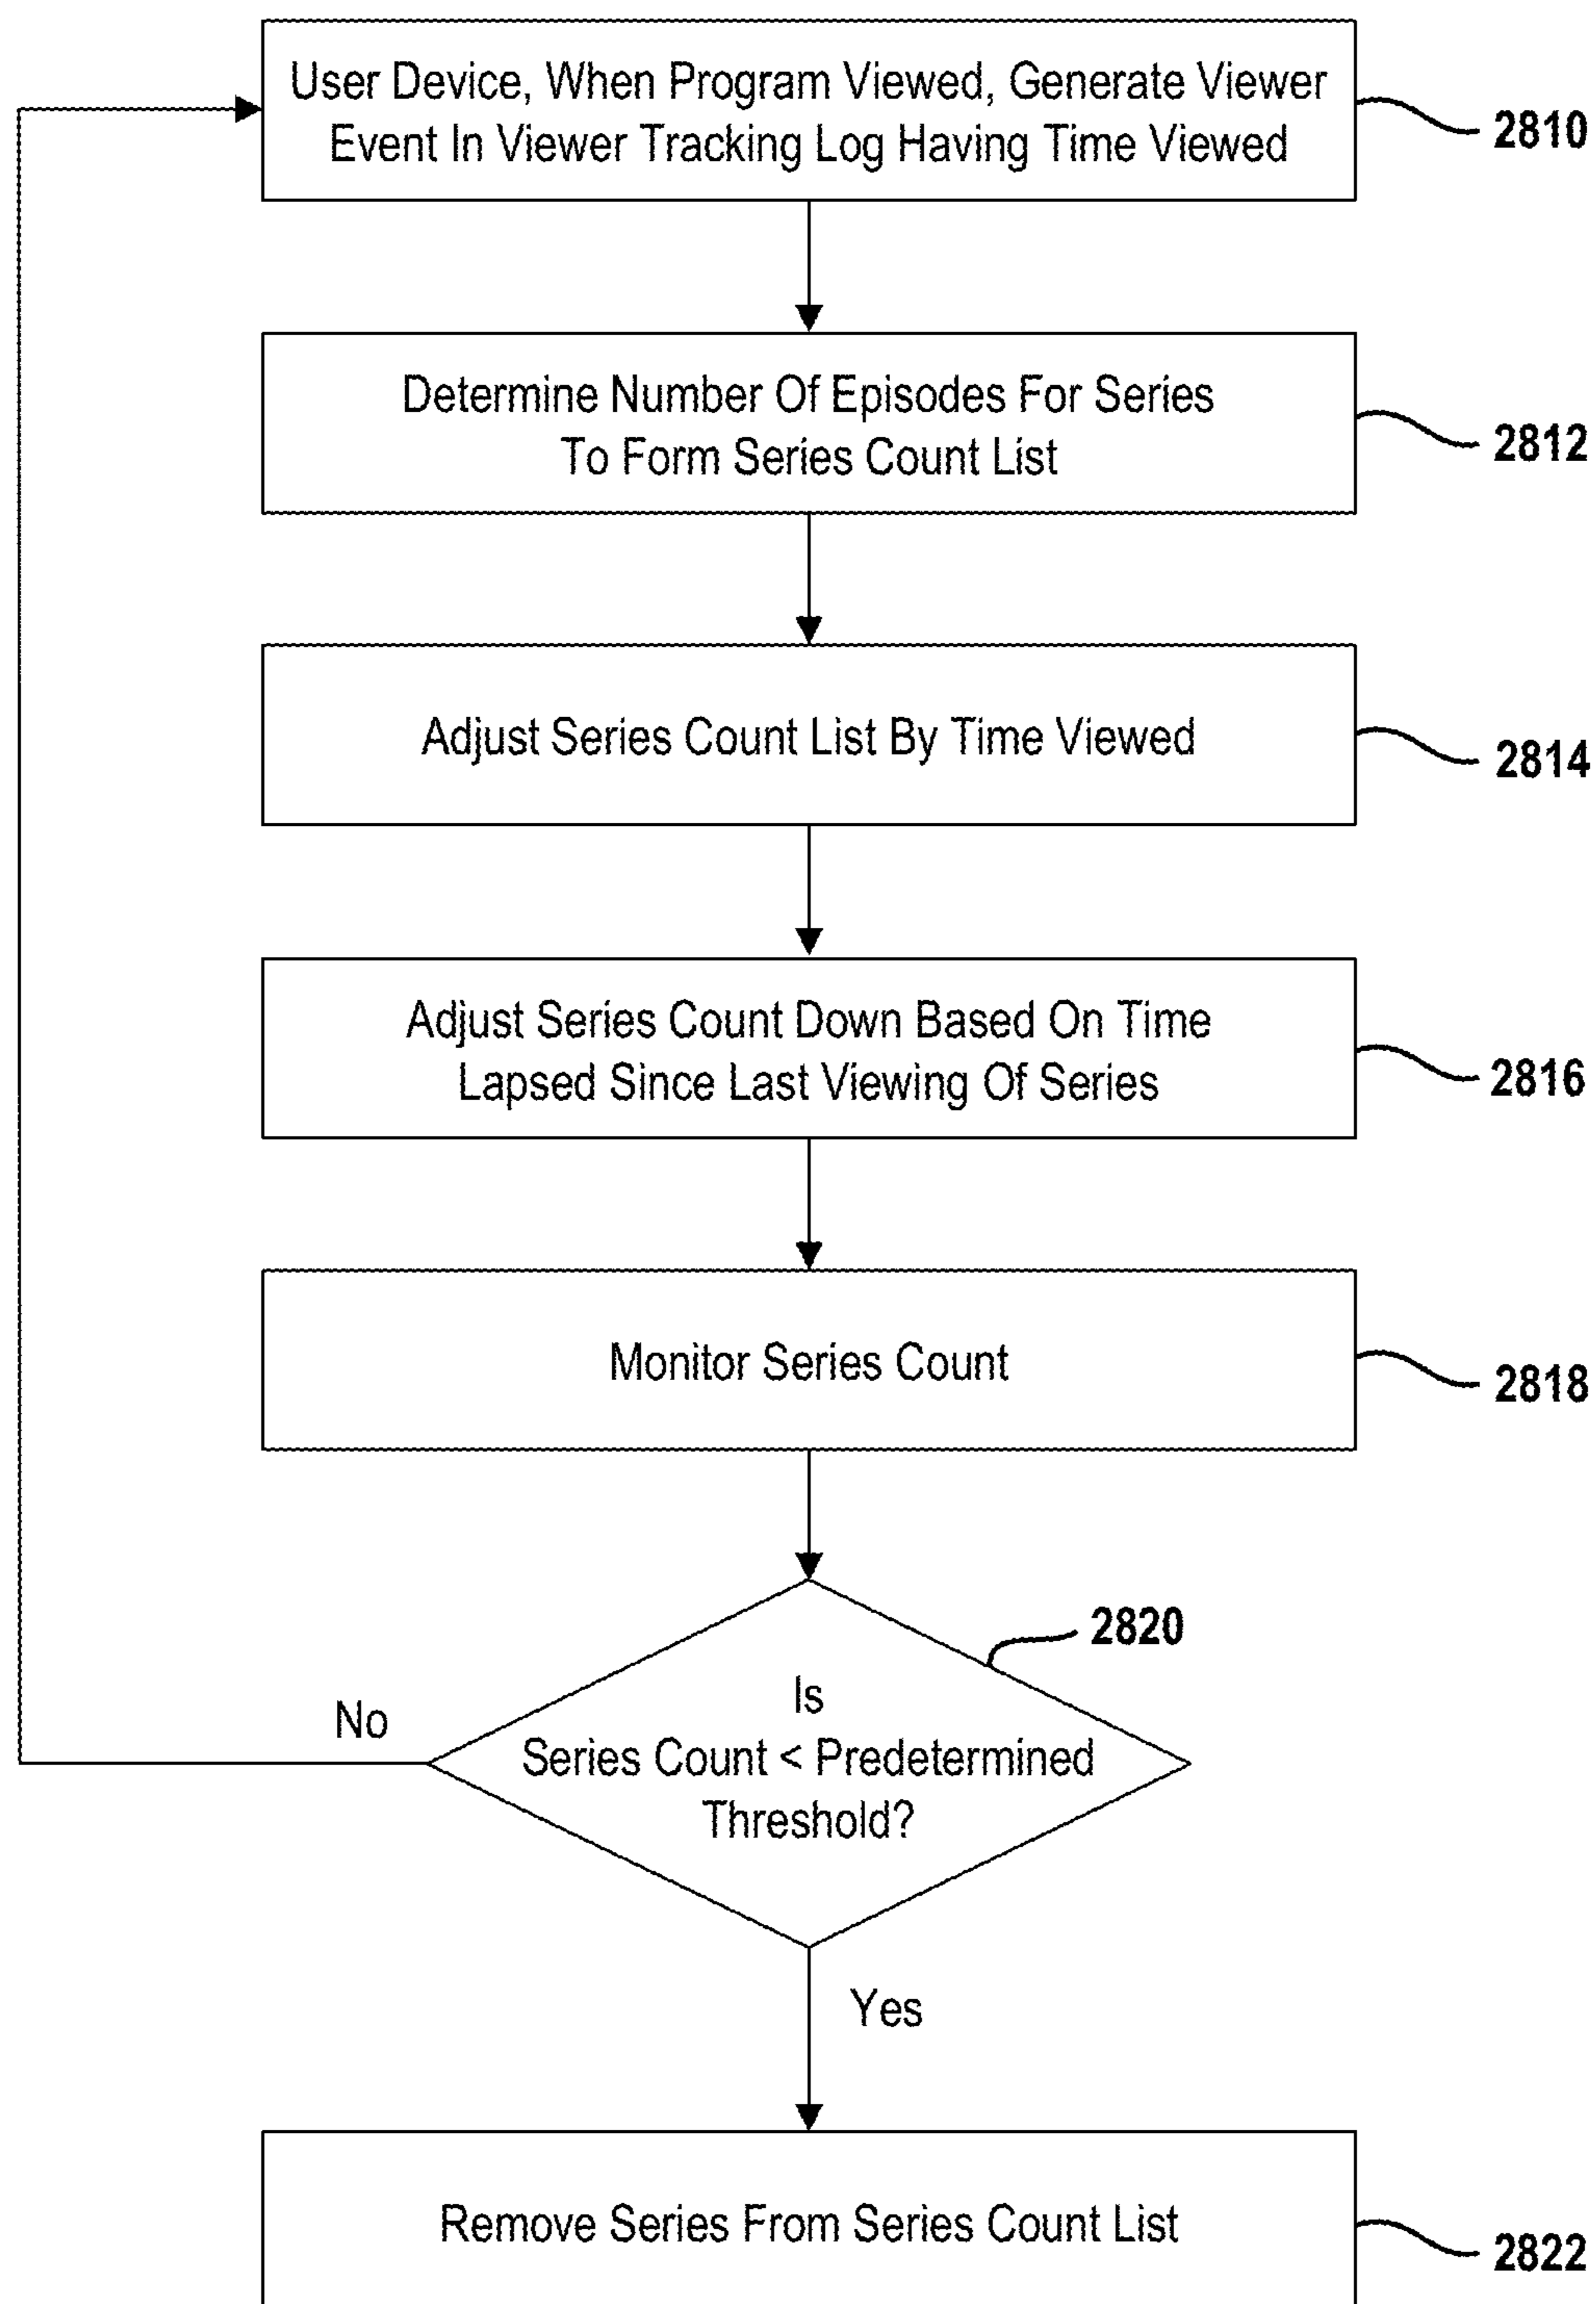 User Device, When Program Viewed, Generate Viewer
Event In Viewer Tracking Log Having Time Viewed
2810
Determine Number Of Episodes For Series
To Form Series Count List
2812
Adjust Series Count List By Time Viewed
2814
Adjust Series Count Down Based On Time
Lapsed Since Last Viewing Of Series
2816
Monitor Series Count
2818
2820
Is
Series Count < Predetermined
Threshold?
No
Yes
Remove Series From Series Count List
2822